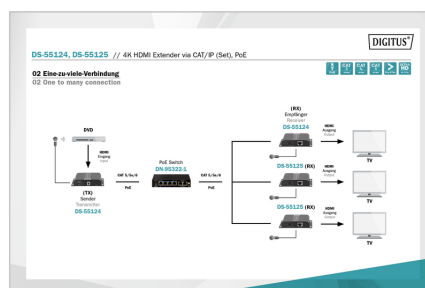 DIGITUS®
DS-55124, DS-55125 // 4K HDMI Extender via CAT/IP (Set), PoE
02 Eine-zu-viele-Verbindung
02 One to many connection
DVD
HDMI
Eingang
Input
(TX)
Sender
Transmitter
DS-55124
CAT 5/5e/6
PoE
PoE Switch
DN-95322-1
CAT 5/5e/6
PoE
(RX)
Empfänger
Receiver
DS-55124
HDMI
Ausgang
Output
TV
DS-55125 (RX)
HDMI
Ausgang
Output
TV
DS-55125 (RX)
HDMI
Ausgang
Output
TV